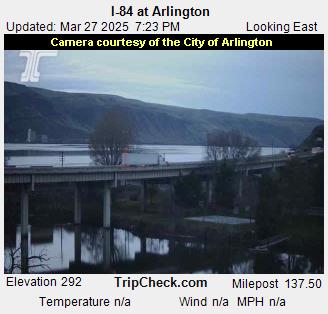 I-84 at Arlington
Updated: Mar 27 2025 7:23 PM Looking East
Camera courtesy of the City of Arlington
Elevation 292 TripCheck.com Milepost 137.50
Temperature n/a Wind n/a MPH n/a